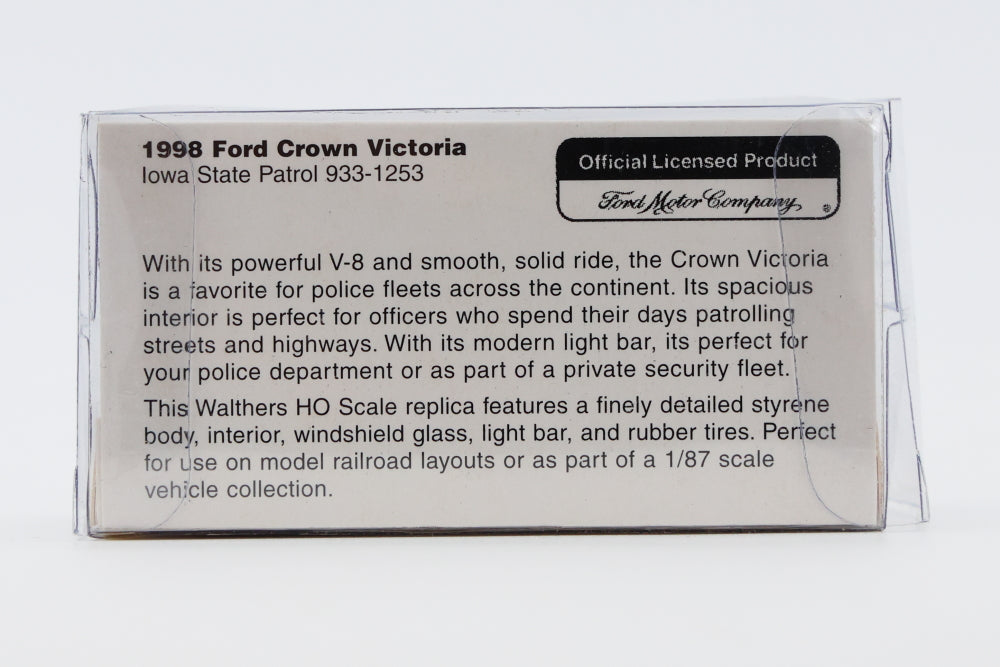 1998 Ford Crown Victoria
Iowa State Patrol 933-1253
Official Licensed Product
Ford Motor Company ®
With its powerful V-8 and smooth, solid ride, the Crown Victoria
is a favorite for police fleets across the continent. Its spacious
interior is perfect for officers who spend their days patrolling
streets and highways. With its modern light bar, its perfect for
your police department or as part of a private security fleet.
This Walthers HO Scale replica features a finely detailed styrene
body, interior, windshield glass, light bar, and rubber tires. Perfect
for use on model railroad layouts or as part of a 1/87 scale
vehicle collection.